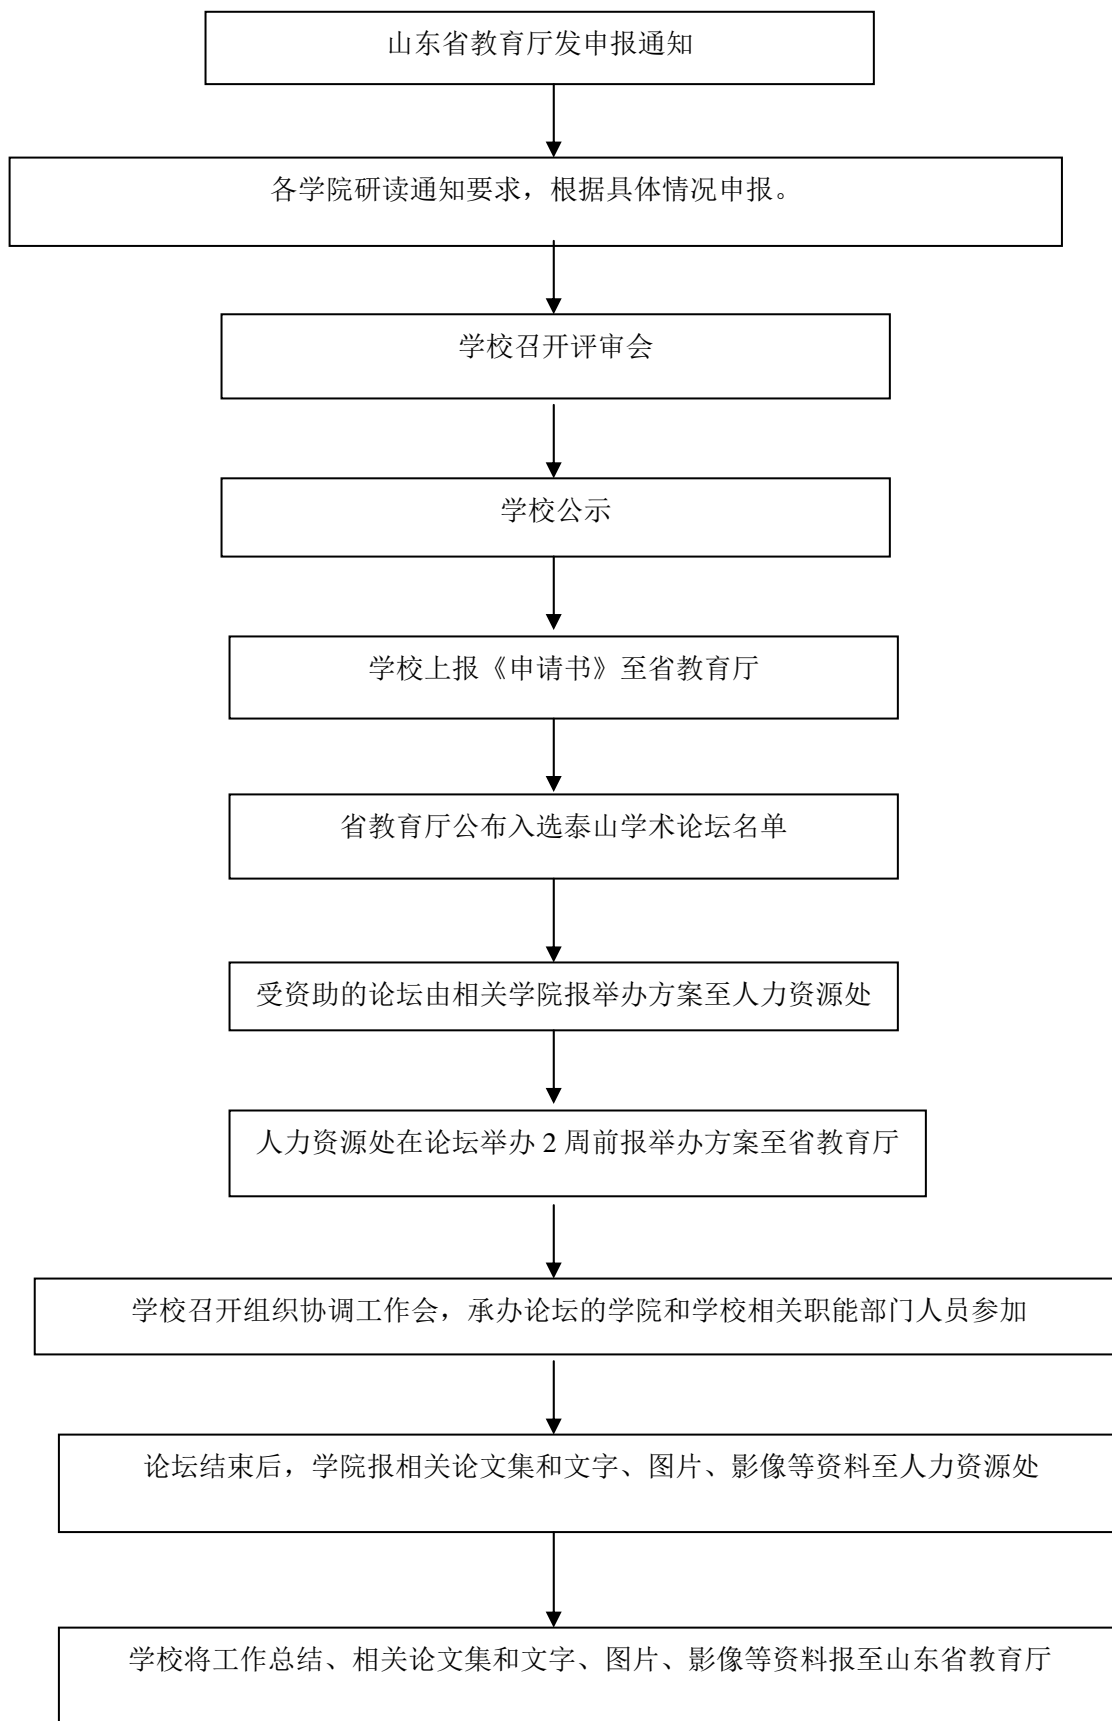 山东省教育厅发申报通知
各学院研读通知要求，根据具体情况申报。
学校召开评审会
学校公示
学校上报《申请书》至省教育厅
省教育厅公布入选泰山学术论坛名单
受资助的论坛由相关学院报举办方案至人力资源处
人力资源处在论坛举办 2 周前报举办方案至省教育厅
学校召开组织协调工作会，承办论坛的学院和学校相关职能部门人员参加
论坛结束后，学院报相关论文集和文字、图片、影像等资料至人力资源处
学校将工作总结、相关论文集和文字、图片、影像等资料报至山东省教育厅